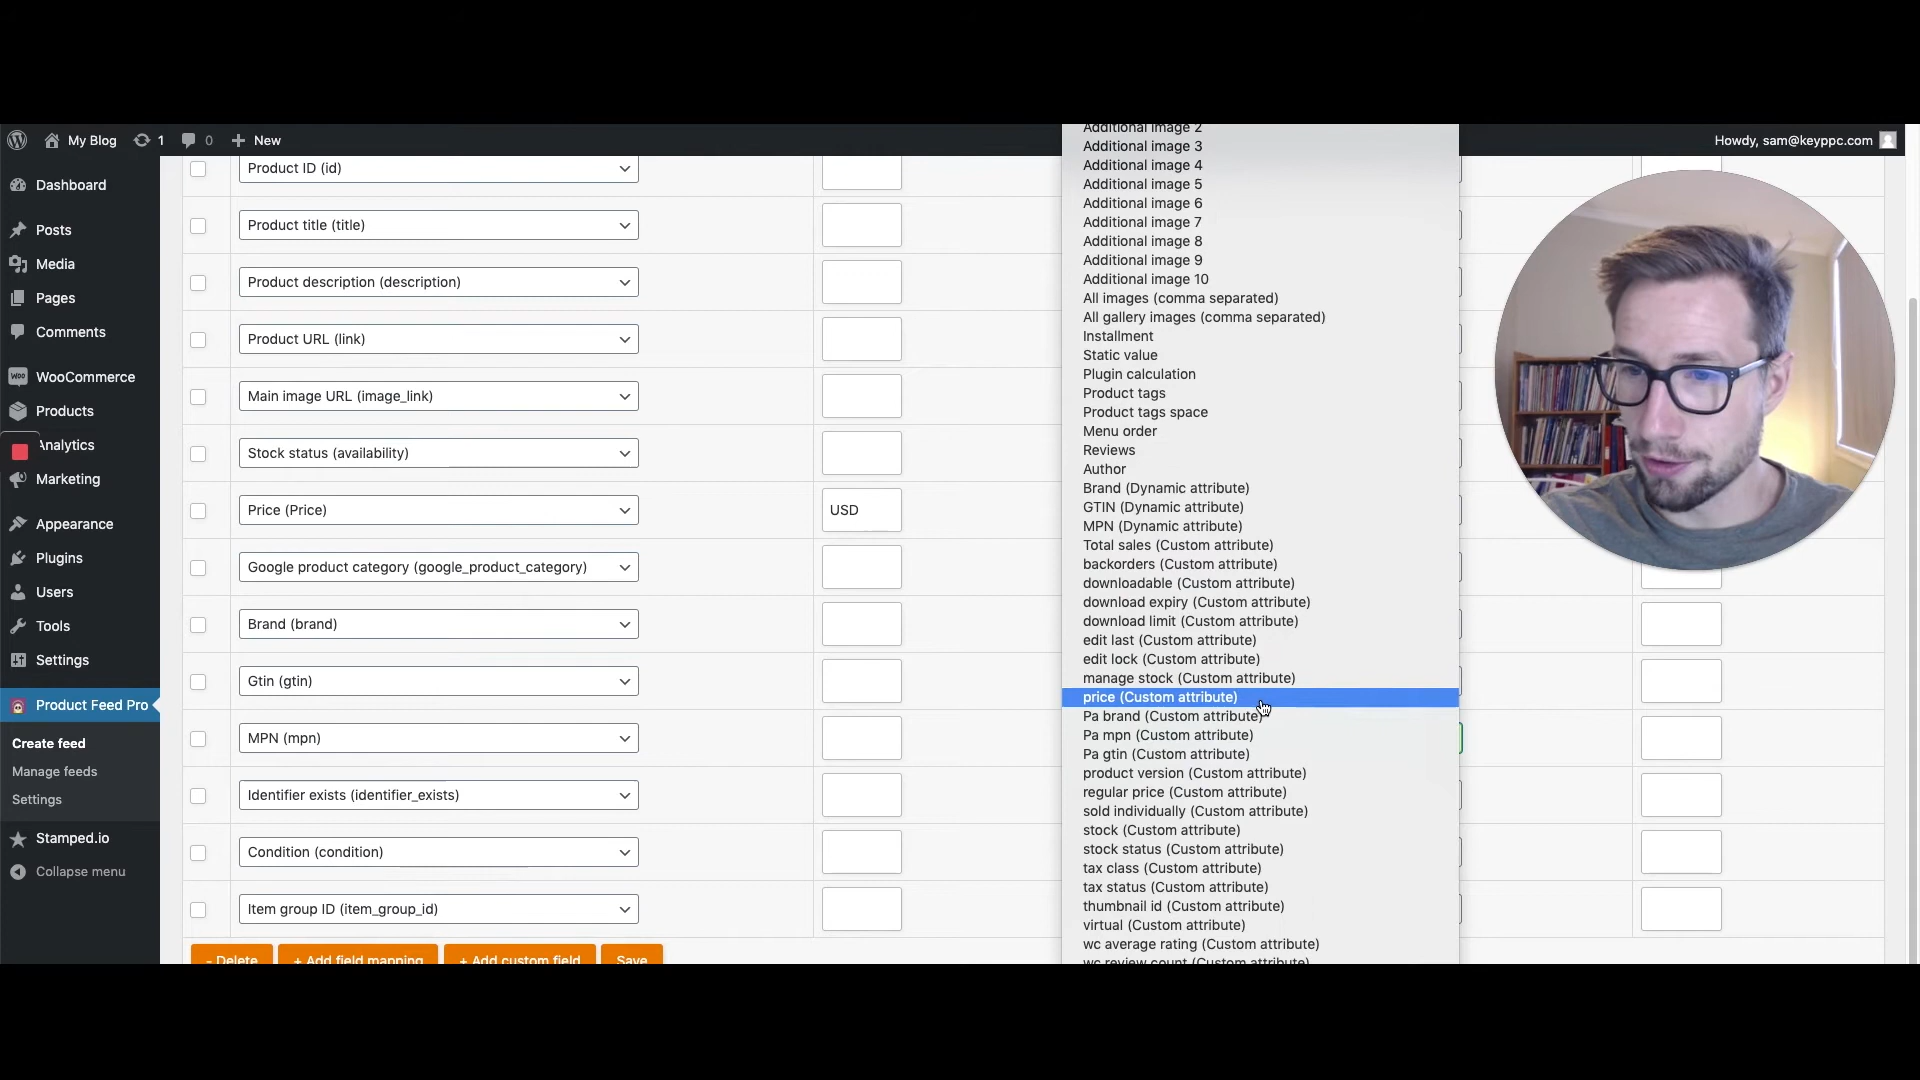 My Blog
1
0
New
Howdy, sam@keyppc.com
Dashboard
Posts
Media
Pages
Comments
WooCommerce
Products
Analytics
Marketing
Appearance
Plugins
Users
Tools
Settings
Product Feed Pro
Create feed
Manage feeds
Settings
Stamped.io
Collapse menu
Product ID (id)
Product title (title)
Product description (description)
Product URL (link)
Main image URL (image_link)
Stock status (availability)
Price (Price)
USD
Google product category (google_product_category)
Brand (brand)
Gtin (gtin)
MPN (mpn)
Identifier exists (identifier_exists)
Condition (condition)
Item group ID (item_group_id)
- Delete
+ Add field mapping
+ Add custom field
Save
Additional image 2
Additional image 3
Additional image 4
Additional image 5
Additional image 6
Additional image 7
Additional image 8
Additional image 9
Additional image 10
All images (comma separated)
All gallery images (comma separated)
Installment
Static value
Plugin calculation
Product tags
Product tags space
Menu order
Reviews
Author
Brand (Dynamic attribute)
GTIN (Dynamic attribute)
MPN (Dynamic attribute)
Total sales (Custom attribute)
backorders (Custom attribute)
downloadable (Custom attribute)
download expiry (Custom attribute)
download limit (Custom attribute)
edit last (Custom attribute)
edit lock (Custom attribute)
manage stock (Custom attribute)
price (Custom attribute)
Pa brand (Custom attribute)
Pa mpn (Custom attribute)
Pa gtin (Custom attribute)
product version (Custom attribute)
regular price (Custom attribute)
sold individually (Custom attribute)
stock (Custom attribute)
stock status (Custom attribute)
tax class (Custom attribute)
tax status (Custom attribute)
thumbnail id (Custom attribute)
virtual (Custom attribute)
wc average rating (Custom attribute)
wc review count (Custom attribute)